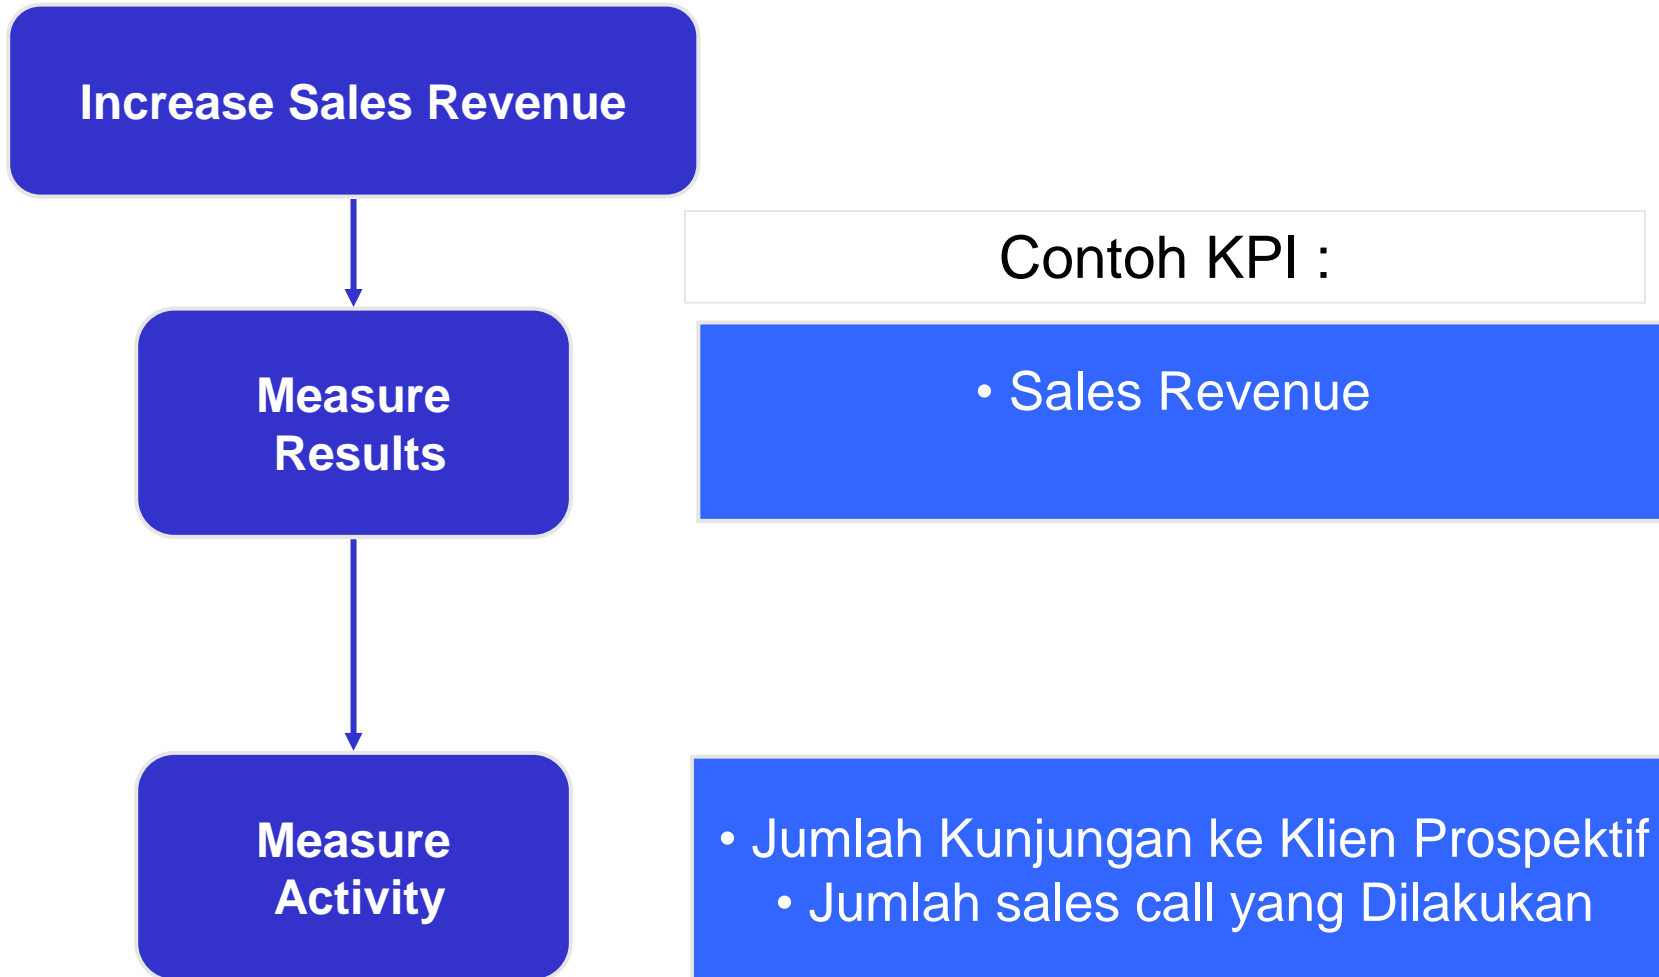 Increase Sales Revenue
Contoh KPI :
Measure
Results
• Sales Revenue
Measure
Activity
• Jumlah Kunjungan ke Klien Prospektif
• Jumlah sales call yang Dilakukan